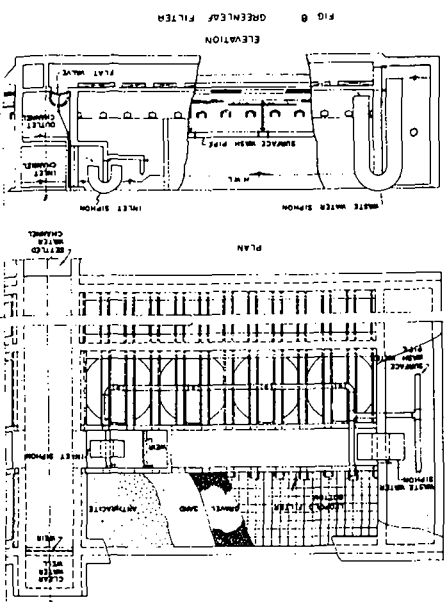 CLEAR
WATER
WELL
WEIR
LEOPOLD FILTER
BOTTOM
GRAVEL SAND
ANTHRACITE
WASTE WATER
SIPHON
WEIR
INLET SIPHON
SURFACE
WASH WATER
PIPE
SETTLED
WATER
CHANNEL
PLAN
WASTE WATER SIPHON
INLET SIPHON
H.W.L
SURFACE WASH PIPE
INLET
CHANNEL
OUTLET
CHANNEL
FLAT VALVE
ELEVATION
FIG 8 GREENLEAF FILTER